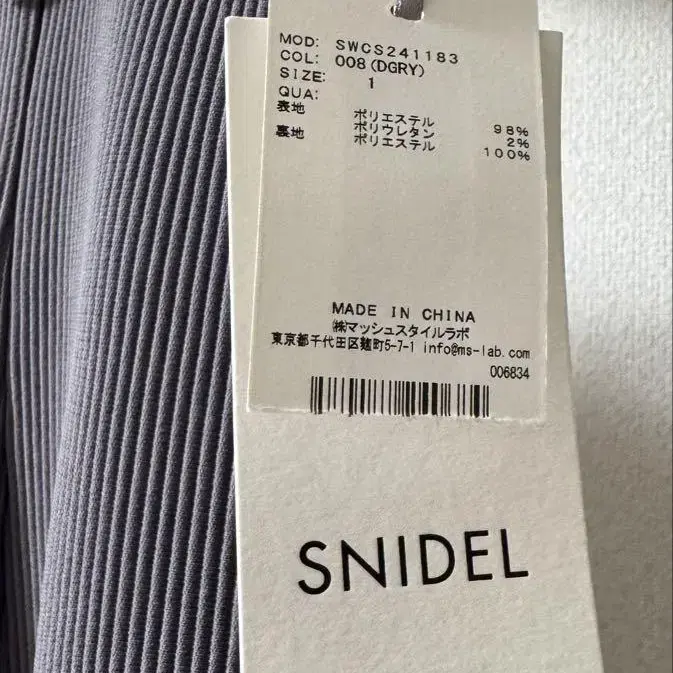 MOD: SWCS241183
COL: 008(DGRY)
SIZE: 1
QUA:
表地 ポリエステル 98%
ポリウレタン 2%
裏地 ポリエステル 100%
MADE IN CHINA
㈱マッシュスタイルラボ
東京都千代田区麹町5-7-1 info@ms-lab.com
006834
SNIDEL